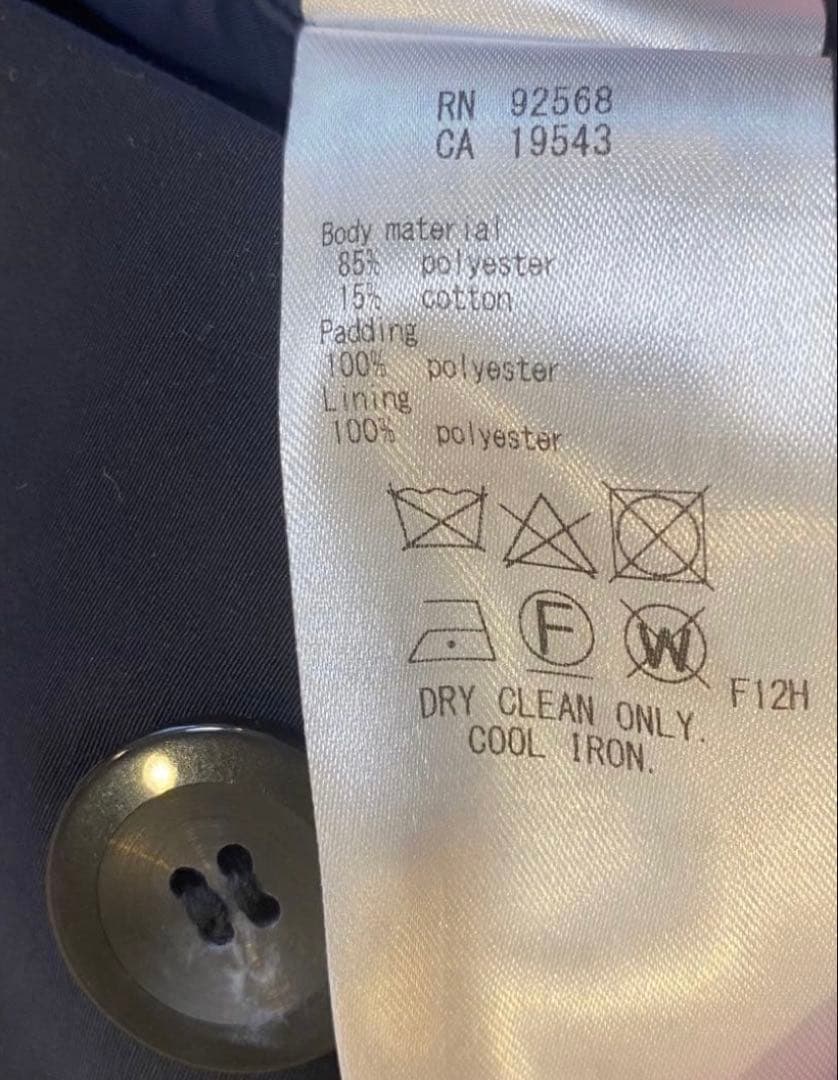 RN 92568
CA 19543
Body material
85% polyester
15% cotton
Padding
100% polyester
Lining
100% polyester
F W
F12H
DRY CLEAN ONLY.
COOL IRON.